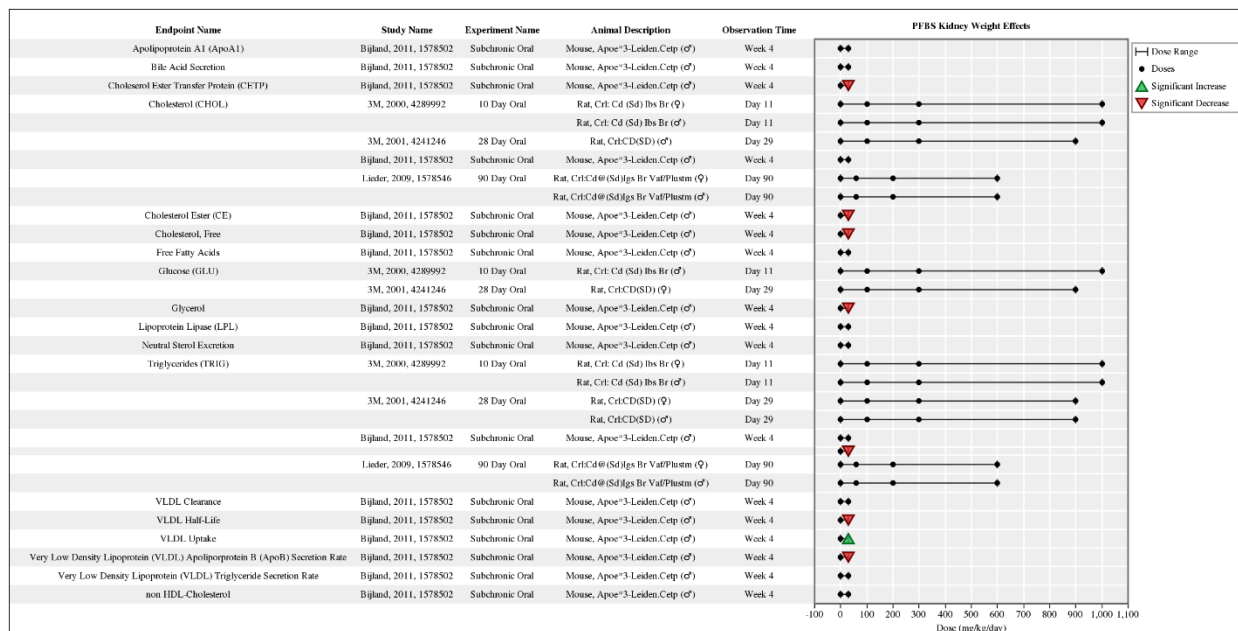 Endpoint Name Study Name Experiment Name Animal Description Observation Time PFBS Kidney Weight Effects
Apolipoprotein A1 (ApoA1) Bijland, 2011, 1578502 Subchronic Oral Mouse, Apoe*3-Leiden.Cetp (♂) Week 4
Bile Acid Secretion Bijland, 2011, 1578502 Subchronic Oral Mouse, Apoe*3-Leiden.Cetp (♂) Week 4
Choleserol Ester Transfer Protein (CETP) Bijland, 2011, 1578502 Subchronic Oral Mouse, Apoe*3-Leiden.Cetp (♂) Week 4
Cholesterol (CHOL) 3M, 2000, 4289992 10 Day Oral Rat, Crl: Cd (Sd) Ibs Br (♀) Day 11
Rat, Crl: Cd (Sd) Ibs Br (♂) Day 11
3M, 2001, 4241246 28 Day Oral Rat, Crl:CD(SD) (♂) Day 29
Bijland, 2011, 1578502 Subchronic Oral Mouse, Apoe*3-Leiden.Cetp (♂) Week 4
Lieder, 2009, 1578546 90 Day Oral Rat, Crl:Cd@(Sd)Igs Br Vaf/Plustm (♀) Day 90
Rat, Crl:Cd@(Sd)Igs Br Vaf/Plustm (♂) Day 90
Cholesterol Ester (CE) Bijland, 2011, 1578502 Subchronic Oral Mouse, Apoe*3-Leiden.Cetp (♂) Week 4
Cholesterol, Free Bijland, 2011, 1578502 Subchronic Oral Mouse, Apoe*3-Leiden.Cetp (♂) Week 4
Free Fatty Acids Bijland, 2011, 1578502 Subchronic Oral Mouse, Apoe*3-Leiden.Cetp (♂) Week 4
Glucose (GLU) 3M, 2000, 4289992 10 Day Oral Rat, Crl: Cd (Sd) Ibs Br (♂) Day 11
3M, 2001, 4241246 28 Day Oral Rat, Crl:CD(SD) (♀) Day 29
Glycerol Bijland, 2011, 1578502 Subchronic Oral Mouse, Apoe*3-Leiden.Cetp (♂) Week 4
Lipoprotein Lipase (LPL) Bijland, 2011, 1578502 Subchronic Oral Mouse, Apoe*3-Leiden.Cetp (♂) Week 4
Neutral Sterol Excretion Bijland, 2011, 1578502 Subchronic Oral Mouse, Apoe*3-Leiden.Cetp (♂) Week 4
Triglycerides (TRIG) 3M, 2000, 4289992 10 Day Oral Rat, Crl: Cd (Sd) Ibs Br (♀) Day 11
Rat, Crl: Cd (Sd) Ibs Br (♂) Day 11
3M, 2001, 4241246 28 Day Oral Rat, Crl:CD(SD) (♀) Day 29
Rat, Crl:CD(SD) (♂) Day 29
Bijland, 2011, 1578502 Subchronic Oral Mouse, Apoe*3-Leiden.Cetp (♂) Week 4
Lieder, 2009, 1578546 90 Day Oral Rat, Crl:Cd@(Sd)Igs Br Vaf/Plustm (♀) Day 90
Rat, Crl:Cd@(Sd)Igs Br Vaf/Plustm (♂) Day 90
VLDL Clearance Bijland, 2011, 1578502 Subchronic Oral Mouse, Apoe*3-Leiden.Cetp (♂) Week 4
VLDL Half-Life Bijland, 2011, 1578502 Subchronic Oral Mouse, Apoe*3-Leiden.Cetp (♂) Week 4
VLDL Uptake Bijland, 2011, 1578502 Subchronic Oral Mouse, Apoe*3-Leiden.Cetp (♂) Week 4
Very Low Density Lipoprotein (VLDL) Apoliporprotein B (ApoB) Secretion Rate Bijland, 2011, 1578502 Subchronic Oral Mouse, Apoe*3-Leiden.Cetp (♂) Week 4
Very Low Density Lipoprotein (VLDL) Triglyceride Secretion Rate Bijland, 2011, 1578502 Subchronic Oral Mouse, Apoe*3-Leiden.Cetp (♂) Week 4
non HDL-Cholesterol Bijland, 2011, 1578502 Subchronic Oral Mouse, Apoe*3-Leiden.Cetp (♂) Week 4
-100 0 100 200 300 400 500 600 700 800 900 1,000 1,100
Dose (mg/kg/day)
Dose Range
Doses
Significant Increase
Significant Decrease